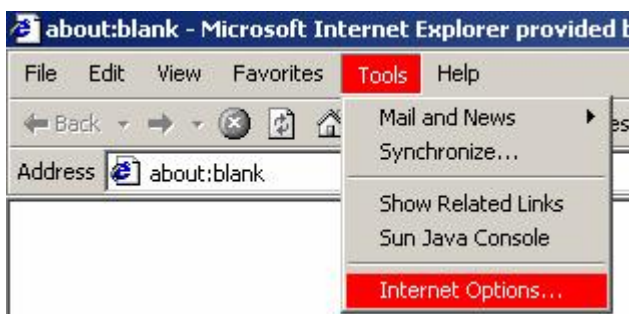 about:blank - Microsoft Internet Explorer provided
File Edit View Favorites Tools Help
Back
Mail and News
Synchronize...
Address about:blank
Show Related Links
Sun Java Console
Internet Options...